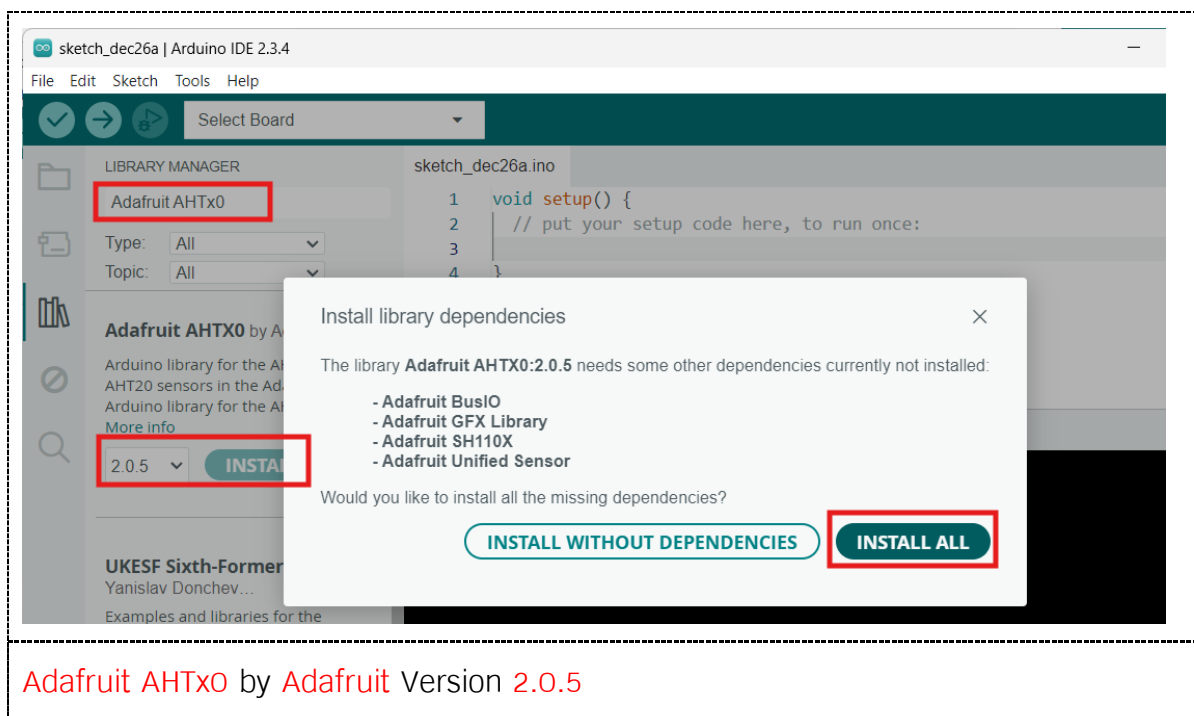 sketch_dec26a | Arduino IDE 2.3.4
File Edit Sketch Tools Help
Select Board
LIBRARY MANAGER
sketch_dec26a.ino
Adafruit AHTx0
Type: All
Topic: All
1 void setup() {
2 // put your setup code here, to run once:
3
4 }
Adafruit AHTX0 by
Arduino library for the
AHT20 sensors in the
Arduino library for the
More info
2.0.5
Install library dependencies
The library Adafruit AHTX0:2.0.5 needs some other dependencies currently not installed:
- Adafruit BusIO
- Adafruit GFX Library
- Adafruit SH110X
- Adafruit Unified Sensor
Would you like to install all the missing dependencies?
INSTALL WITHOUT DEPENDENCIES
INSTALL ALL
UKESF Sixth-Former
Yanislav Donchev...
Examples and libraries for the
Adafruit AHTx0 by Adafruit Version 2.0.5